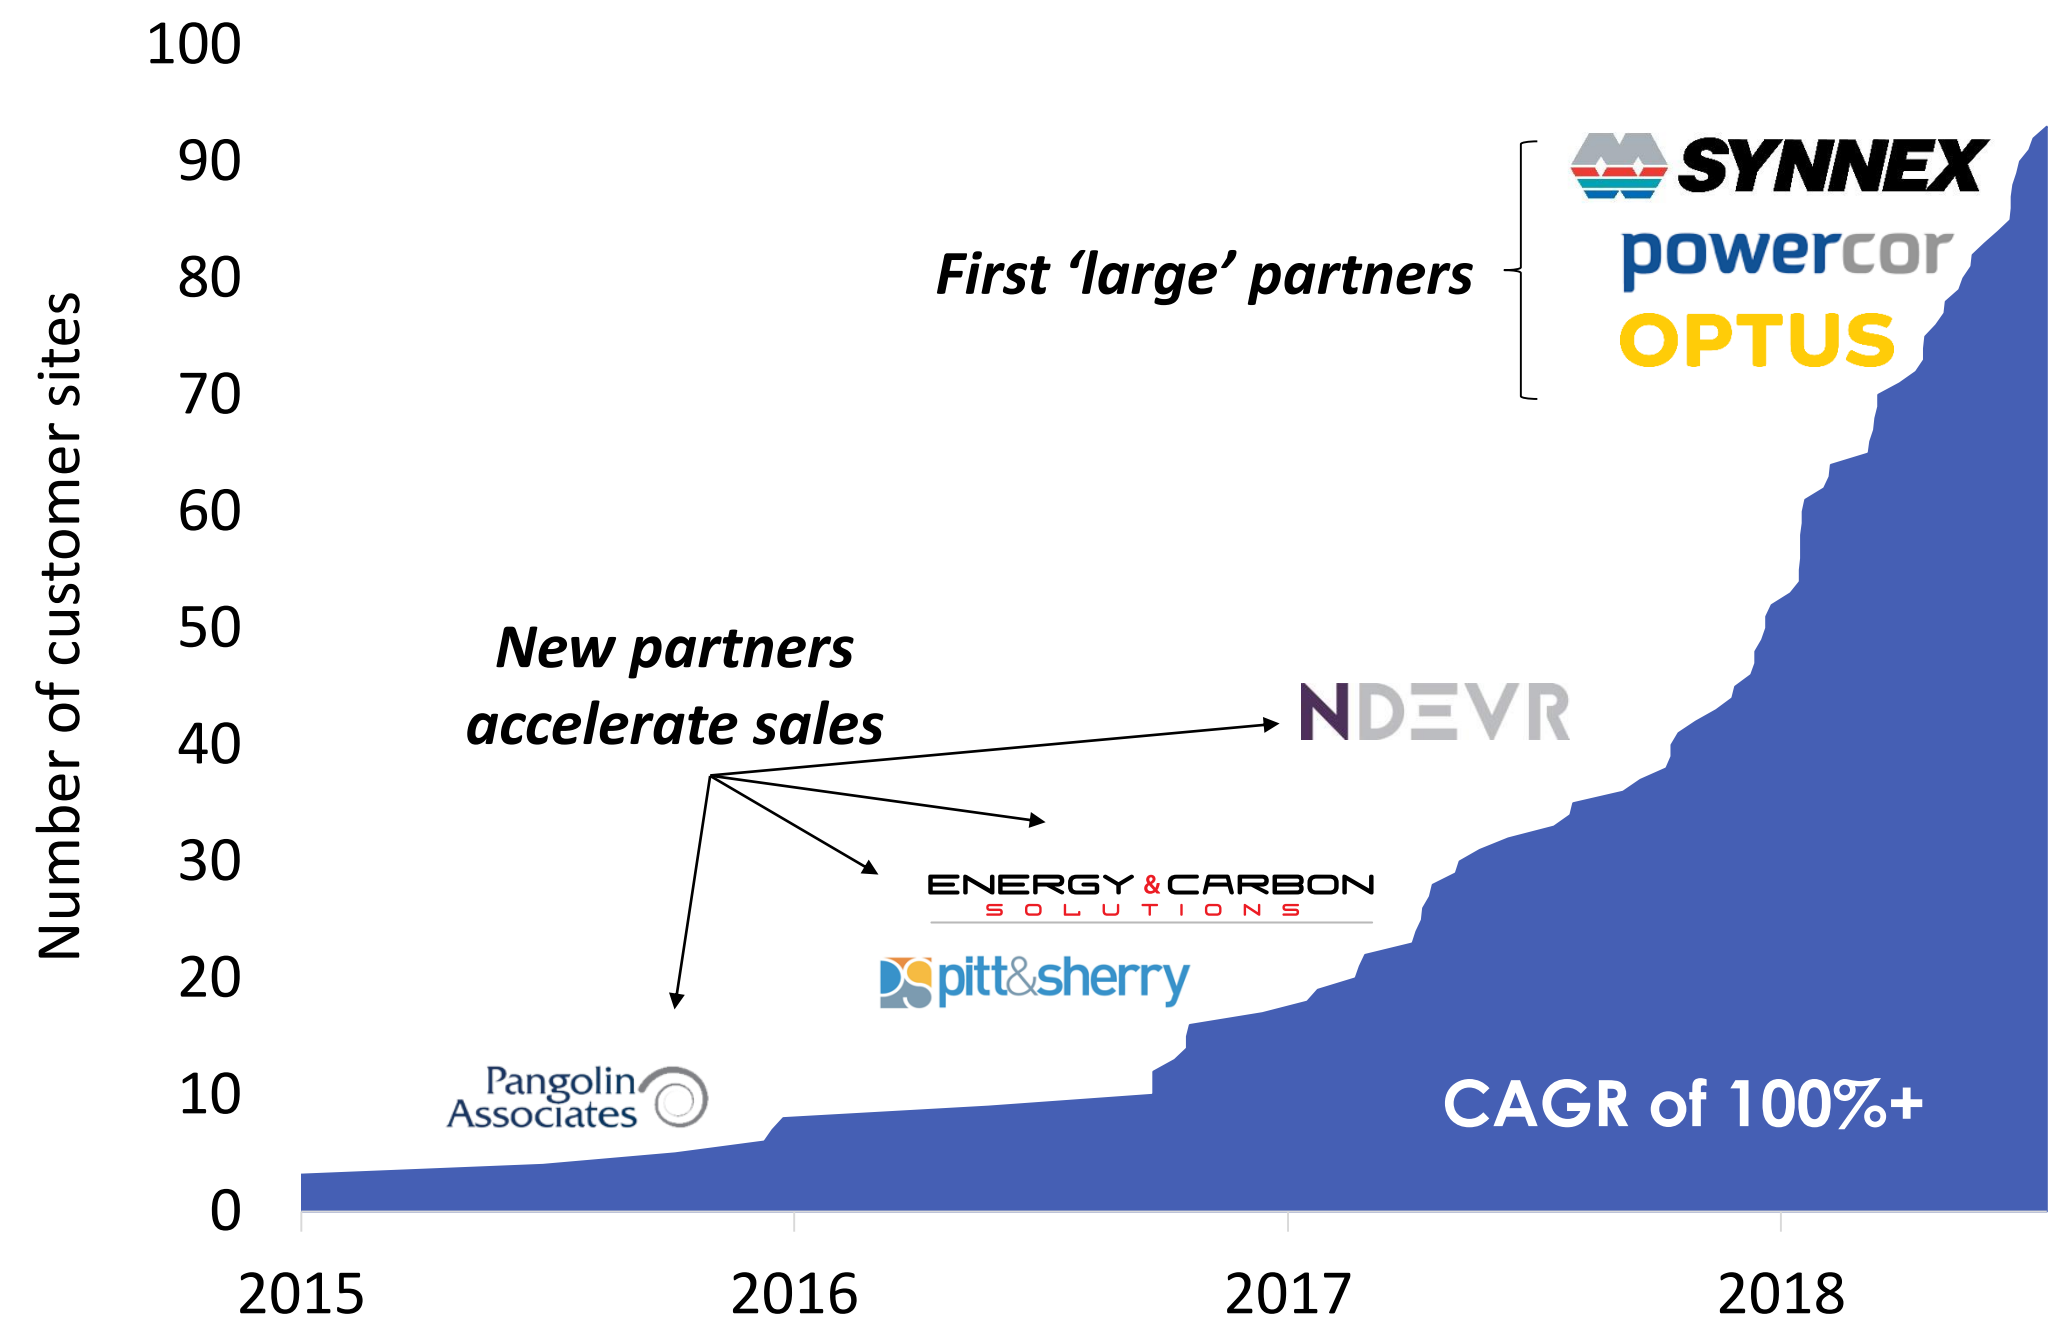 100
90
80
70
60
50
40
30
20
10
0
Number of customer sites
SYNNEX
powercor
OPTUS
First ‘large’ partners
New partners
accelerate sales
NDEVR
ENERGY & CARBON
SOLUTIONS
pitt&sherry
Pangolin
Associates
CAGR of 100%+
2015
2016
2017
2018